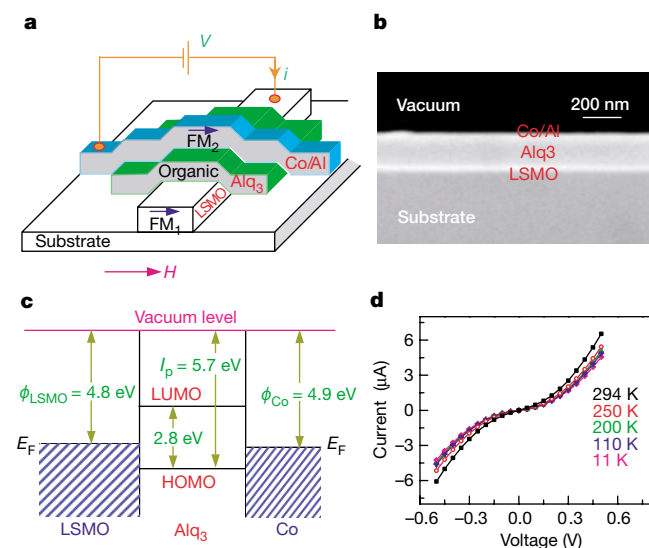 a
V
i
FM2
Co/Al
Organic
Alq3
LSMO
FM1
Substrate
H
b
Vacuum
200 nm
Co/Al
Alq3
LSMO
Substrate
c
Vacuum level
Ip = 5.7 eV
ϕLSMO = 4.8 eV
LUMO
ϕCo = 4.9 eV
EF
2.8 eV
EF
HOMO
LSMO
Alq3
Co
d
Current (μA)
6
3
0
−3
−6
294 K
250 K
200 K
110 K
11 K
−0.6
−0.3
0.0
0.3
0.6
Voltage (V)